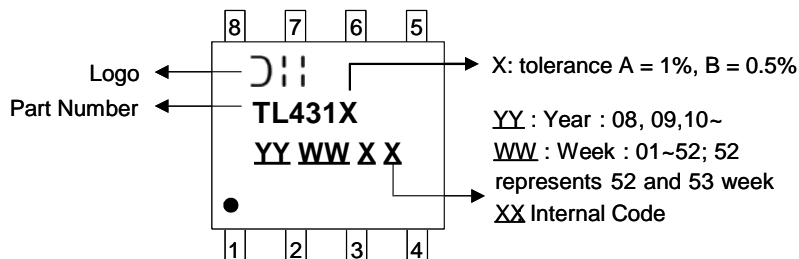 8 7 6 5
Logo
Part Number
TL431X
YY WW X X
X: tolerance A = 1%, B = 0.5%
YY : Year : 08, 09,10~
WW : Week : 01~52; 52
represents 52 and 53 week
XX Internal Code
1 2 3 4